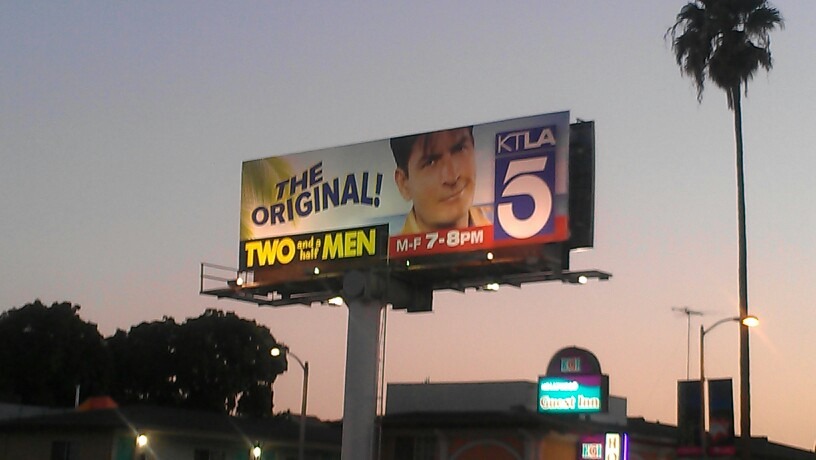 THE
ORIGINAL!
TWO and a half MEN
M-F 7-8PM
KTLA
5
Guest Inn